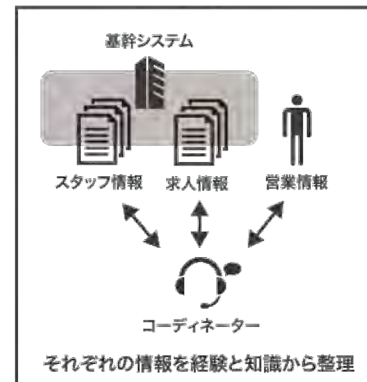 基幹システム
スタッフ情報
求人情報
営業情報
コーディネーター
それぞれの情報を経験と知識から整理